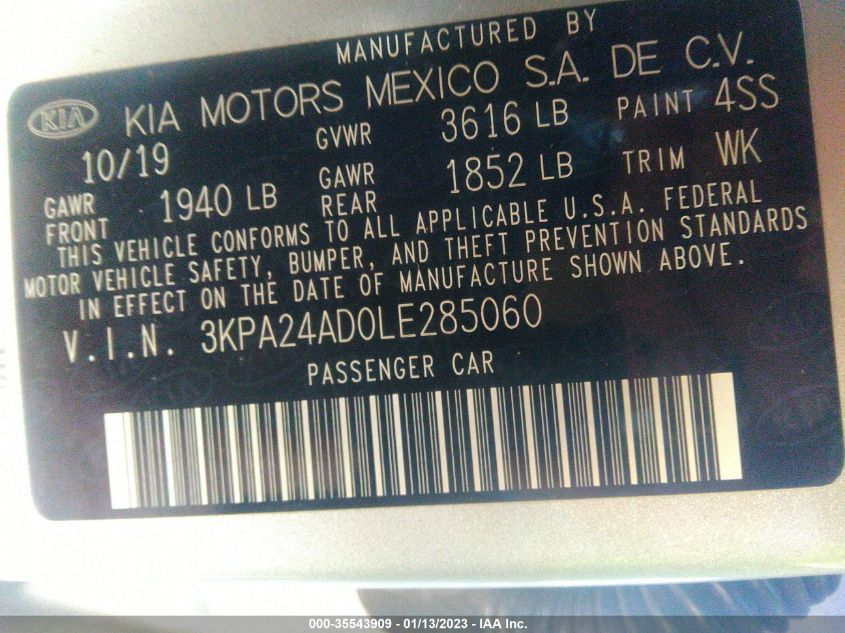 MANUFACTURED BY
KIA KIA MOTORS MEXICO S.A. DE C.V.
10/19 GVWR 3616 LB PAINT 4SS
GAWR FRONT 1940 LB GAWR REAR 1852 LB TRIM WK
THIS VEHICLE CONFORMS TO ALL APPLICABLE U.S.A. FEDERAL
MOTOR VEHICLE SAFETY, BUMPER, AND THEFT PREVENTION STANDARDS
IN EFFECT ON THE DATE OF MANUFACTURE SHOWN ABOVE.
V.I.N. 3KPA24AD0LE285060
PASSENGER CAR
000-35543909 - 01/13/2023 - IAA Inc.